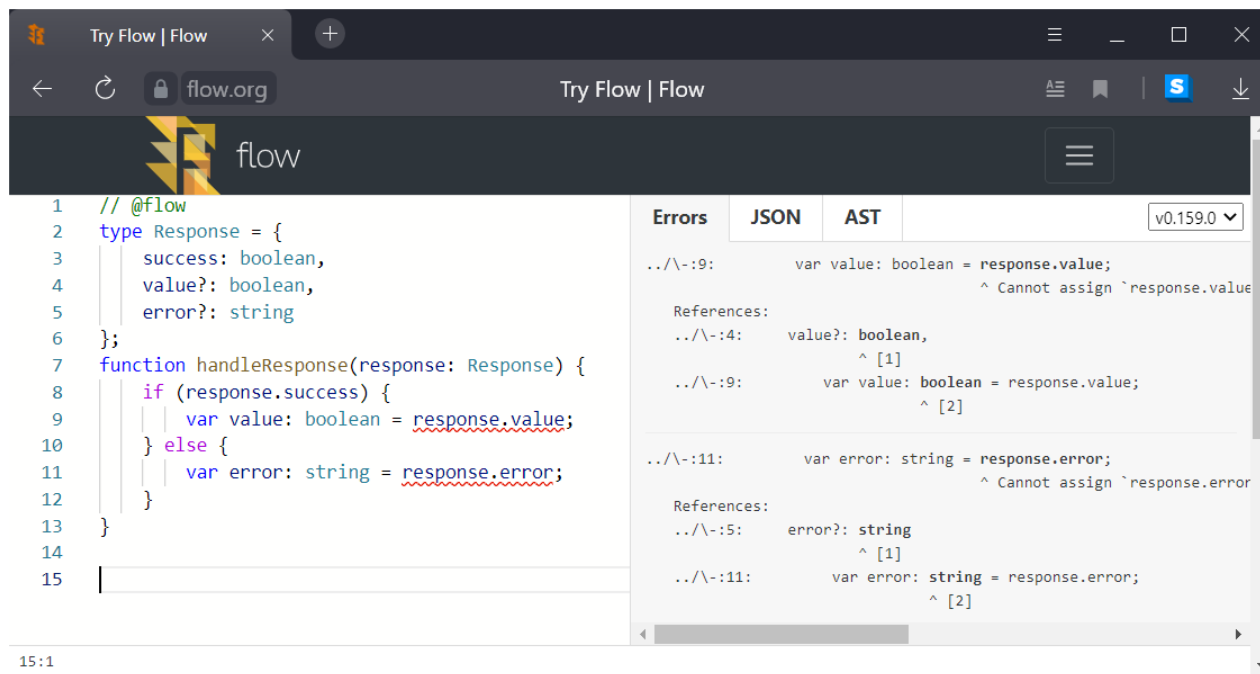 Try Flow | Flow
flow.org
Try Flow | Flow
flow
1 // @flow
2 type Response = {
3 success: boolean,
4 value?: boolean,
5 error?: string
6 };
7 function handleResponse(response: Response) {
8 if (response.success) {
9 var value: boolean = response.value;
10 } else {
11 var error: string = response.error;
12 }
13 }
14
15
15:1
Errors JSON AST v0.159.0
../\-:9: var value: boolean = response.value;
^ Cannot assign `response.value
References:
../\-:4: value?: boolean,
^ [1]
../\-:9: var value: boolean = response.value;
^ [2]
../\-:11: var error: string = response.error;
^ Cannot assign `response.error
References:
../\-:5: error?: string
^ [1]
../\-:11: var error: string = response.error;
^ [2]